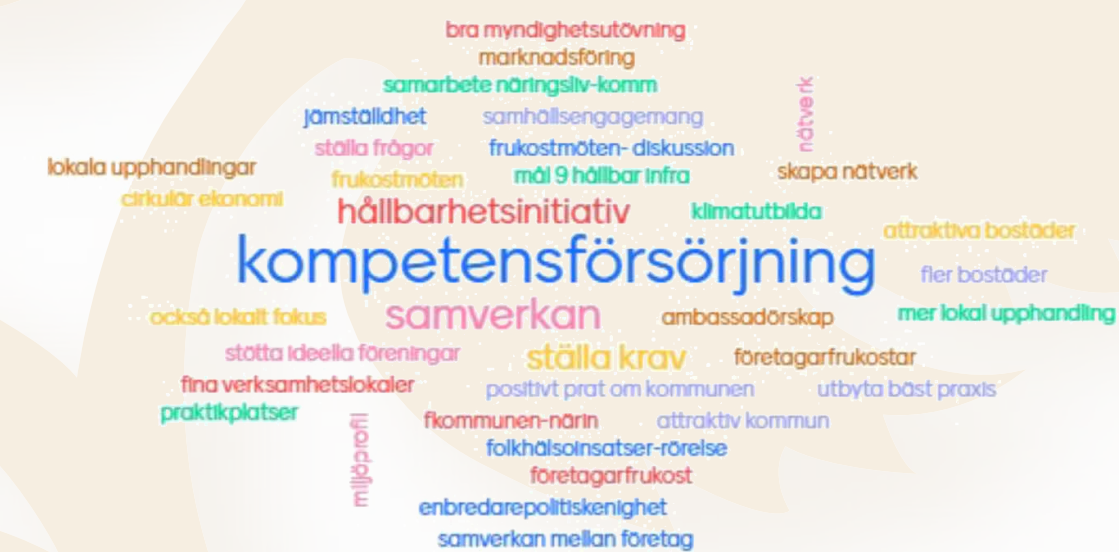 bra myndighetsutövning
marknadsföring
samarbete näringsliv-komm
nätverk
jämställdhet
samhällsengagemang
ställa frågor
frukostmöten- diskussion
lokala upphandlingar
frukostmöten
mål 9 hållbar infra
skapa nätverk
cirkulär ekonomi
hållbarhetsinitiativ
klimatutbilda
attraktiva bostäder
kompetensförsörjning
fler bostäder
också lokalt fokus
samverkan
ambassadörskap
mer lokal upphandling
stötta ideella föreningar
ställa krav
företagarfrukostar
fina verksamhetslokaler
positivt prat om kommunen
utbyta bäst praxis
praktikplatser
miljöprofil
fkommunen-närin
attraktiv kommun
folkhälsoinsatser-rörelse
företagarfrukost
enbredarepolitiskenighet
samverkan mellan företag